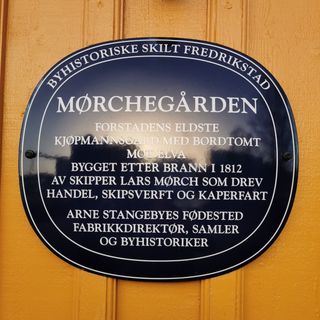 BYHISTORISKE SKILT FREDRIKSTAD
MØRCHEGÅRDEN
FORSTADENS ELDSTE
KJØPMANNSGÅRD MED BORDTOMT
MOT ELVA
BYGGET ETTER BRANN I 1812
AV SKIPPER LARS MØRCH SOM DREV
HANDEL, SKIPSVERFT OG KAPERFART
ARNE STANGEBYES FØDESTED
FABRIKKDIREKTØR, SAMLER
OG BYHISTORIKER